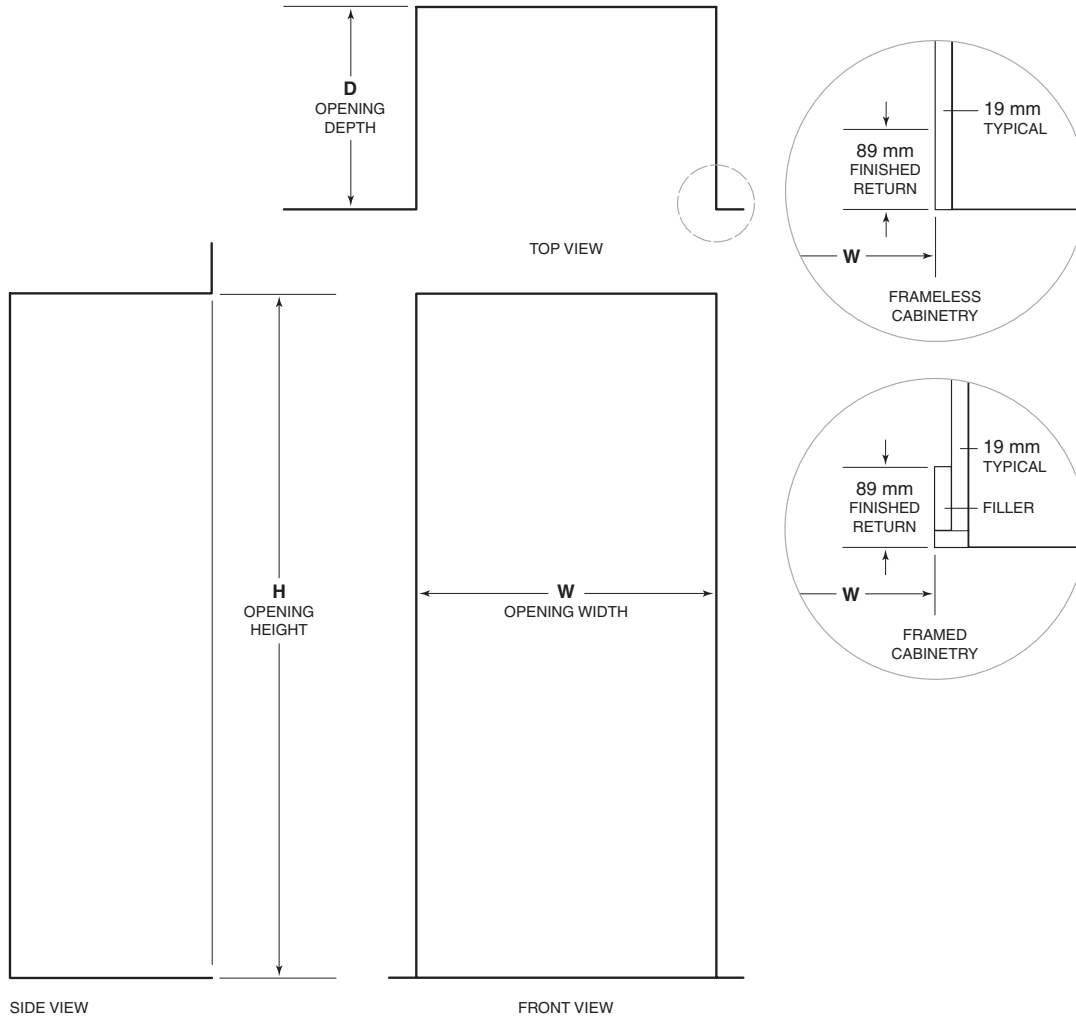 D
OPENING
DEPTH
TOP VIEW
19 mm
TYPICAL
89 mm
FINISHED
RETURN
W
FRAMELESS
CABINETRY
19 mm
TYPICAL
89 mm
FINISHED
RETURN
FILLER
W
FRAMED
CABINETRY
H
OPENING
HEIGHT
W
OPENING WIDTH
SIDE VIEW
FRONT VIEW